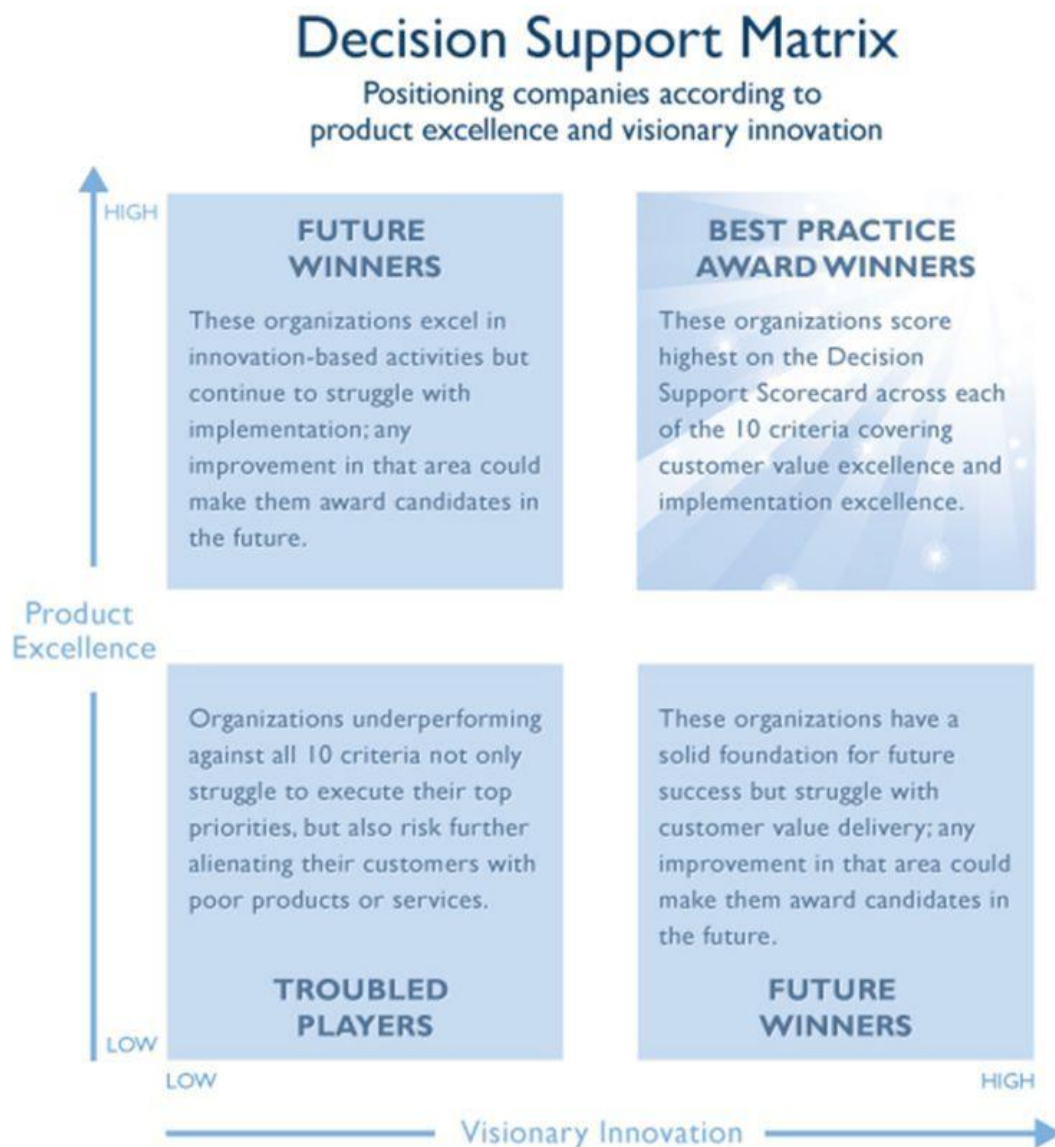 Decision Support Matrix
Positioning companies according to
product excellence and visionary innovation
HIGH
FUTURE
WINNERS
These organizations excel in
innovation-based activities but
continue to struggle with
implementation; any
improvement in that area could
make them award candidates in
the future.
BEST PRACTICE
AWARD WINNERS
These organizations score
highest on the Decision
Support Scorecard across each
of the 10 criteria covering
customer value excellence and
implementation excellence.
Product
Excellence
Organizations underperforming
against all 10 criteria not only
struggle to execute their top
priorities, but also risk further
alienating their customers with
poor products or services.
TROUBLED
PLAYERS
These organizations have a
solid foundation for future
success but struggle with
customer value delivery; any
improvement in that area could
make them award candidates in
the future.
FUTURE
WINNERS
LOW
LOW
HIGH
Visionary Innovation